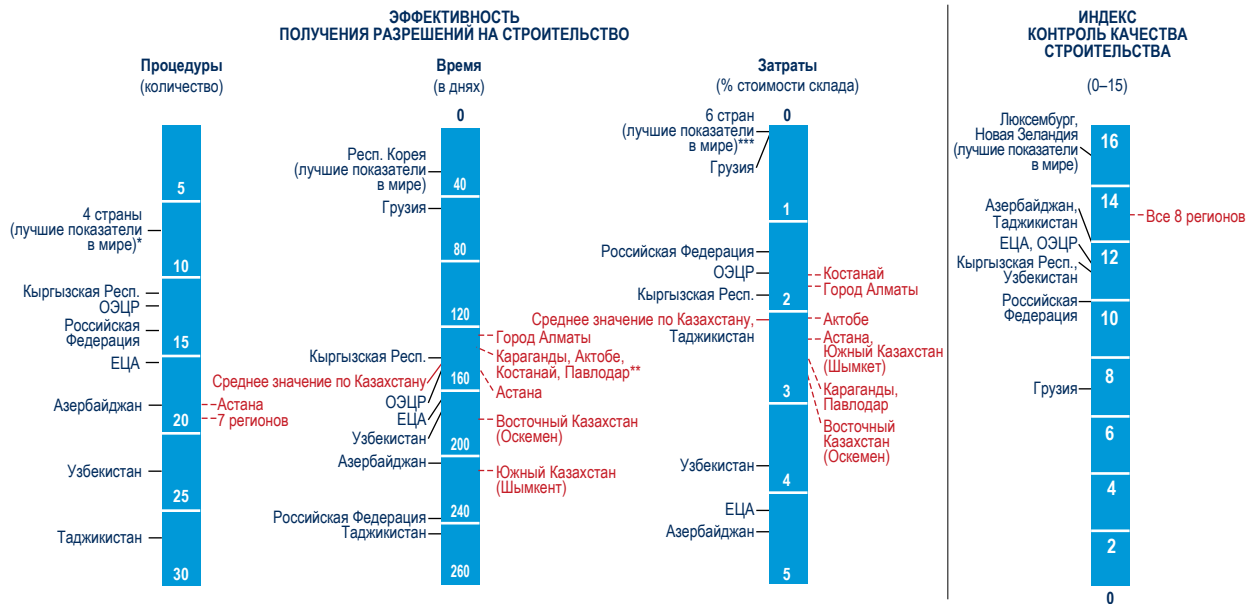 ЭФФЕКТИВНОСТЬ
ПОЛУЧЕНИЯ РАЗРЕШЕНИЙ НА СТРОИТЕЛЬСТВО
Процедуры
(количество)
5
10
15
20
25
30
4 страны
(лучшие показатели
в мире)*
Кыргызская Респ.
ОЭЦР
Российская
Федерация
ЕЦА
Азербайджан
Узбекистан
Таджикистан
Астана
7 регионов
Время
(в днях)
0
40
80
120
160
200
240
260
Респ. Корея
(лучшие показатели
в мире)
Грузия
Кыргызская Респ.
Среднее значение по Казахстану
ОЭЦР
ЕЦА
Узбекистан
Азербайджан
Российская Федерация
Таджикистан
Город Алматы
Караганды, Актобе,
Костанай, Павлодар**
Астана
Восточный Казахстан
(Оскемен)
Южный Казахстан
(Шымкент)
Затраты
(% стоимости склада)
0
1
2
3
4
5
6 стран
(лучшие показатели
в мире)***
Грузия
Российская Федерация
ОЭЦР
Кыргызская Респ.
Среднее значение по Казахстану,
Таджикистан
Узбекистан
ЕЦА
Азербайджан
Костанай
Город Алматы
Актобе
Астана,
Южный Казахстан
(Шымкет)
Караганды,
Павлодар
Восточный
Казахстан
(Оскемен)
ИНДЕКС
КОНТРОЛЬ КАЧЕСТВА
СТРОИТЕЛЬСТВА
(0–15)
16
14
12
10
8
6
4
2
0
Люксембург,
Новая Зеландия
(лучшие показатели
в мире)
Азербайджан,
Таджикистан
ЕЦА, ОЭЦР
Кыргызская Респ.,
Узбекистан
Российская
Федерация
Грузия
Все 8 регионов